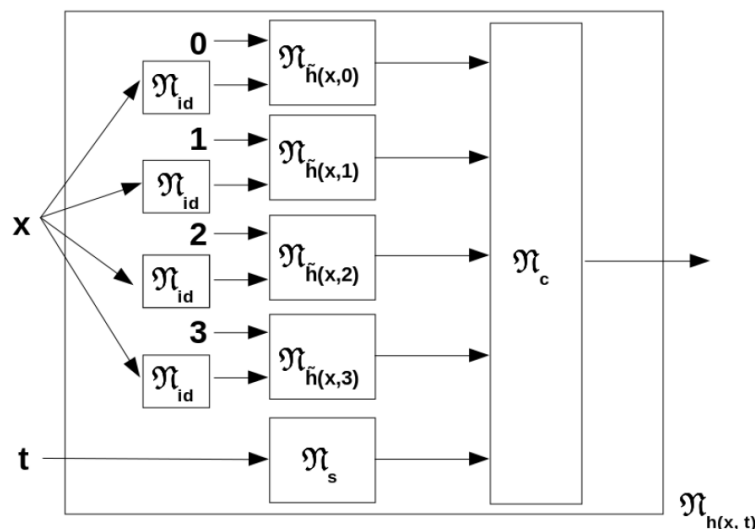 0
𝔑h̃(x,0)
𝔑id
1
𝔑h̃(x,1)
𝔑id
x
2
𝔑h̃(x,2)
𝔑id
𝔑c
3
𝔑h̃(x,3)
𝔑id
t
𝔑s
𝔑h(x, t)